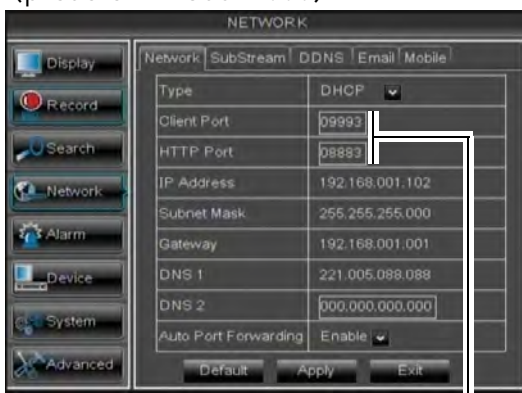 NETWORK
Display
Record
Search
Network
Alarm
Device
System
Advanced
Network SubStream DDNS Email Mobile
Type DHCP
Client Port 09993
HTTP Port 08883
IP Address 192.168.001.102
Subnet Mask 255.255.255.000
Gateway 192.168.001.001
DNS 1 221.005.088.088
DNS 2 000.000.000.000
Auto Port Forwarding Enable
Default Apply Exit